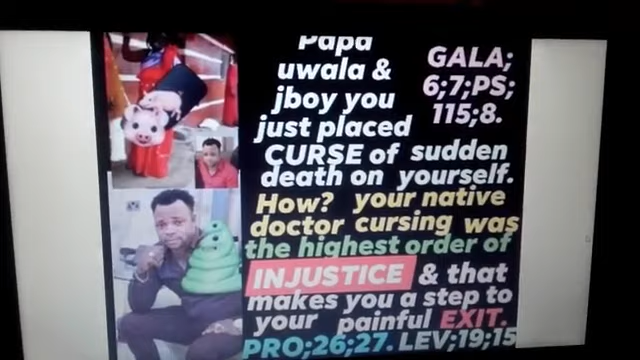 Papa
uwala &
jboy you
just placed
CURSE of sudden
death on yourself.
How? your native
doctor cursing was
the highest order of
INJUSTICE & that
makes you a step to
your painful EXIT.
PRO;26;27. LEV;19;15
GALA;
6;7;PS;
115;8.